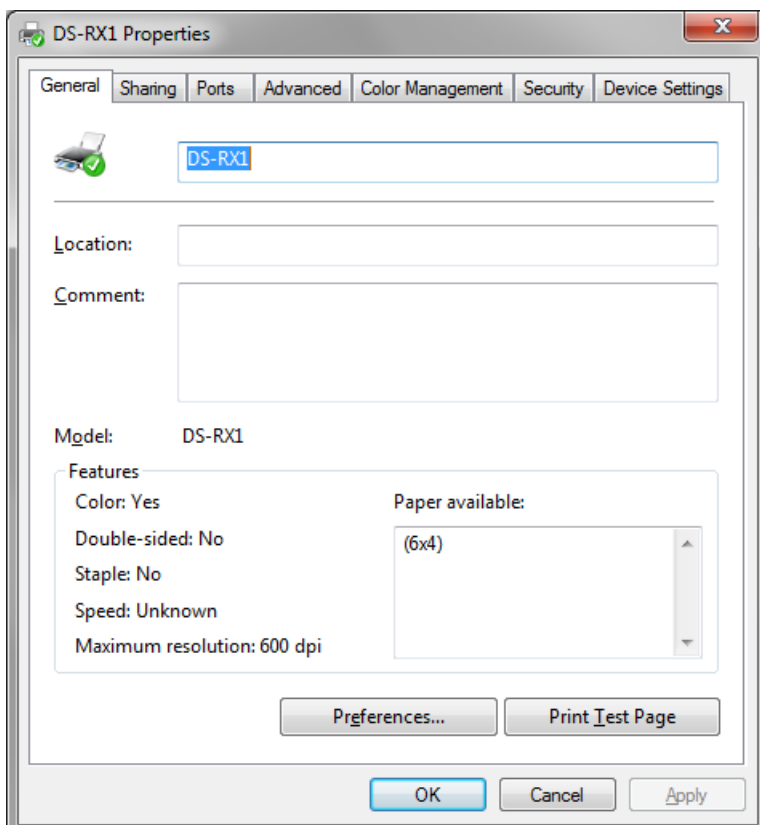 DS-RX1 Properties
General Sharing Ports Advanced Color Management Security Device Settings
DS-RX1
Location:
Comment:
Model: DS-RX1
Features
Color: Yes
Paper available:
Double-sided: No
(6x4)
Staple: No
Speed: Unknown
Maximum resolution: 600 dpi
Preferences... Print Test Page
OK Cancel Apply